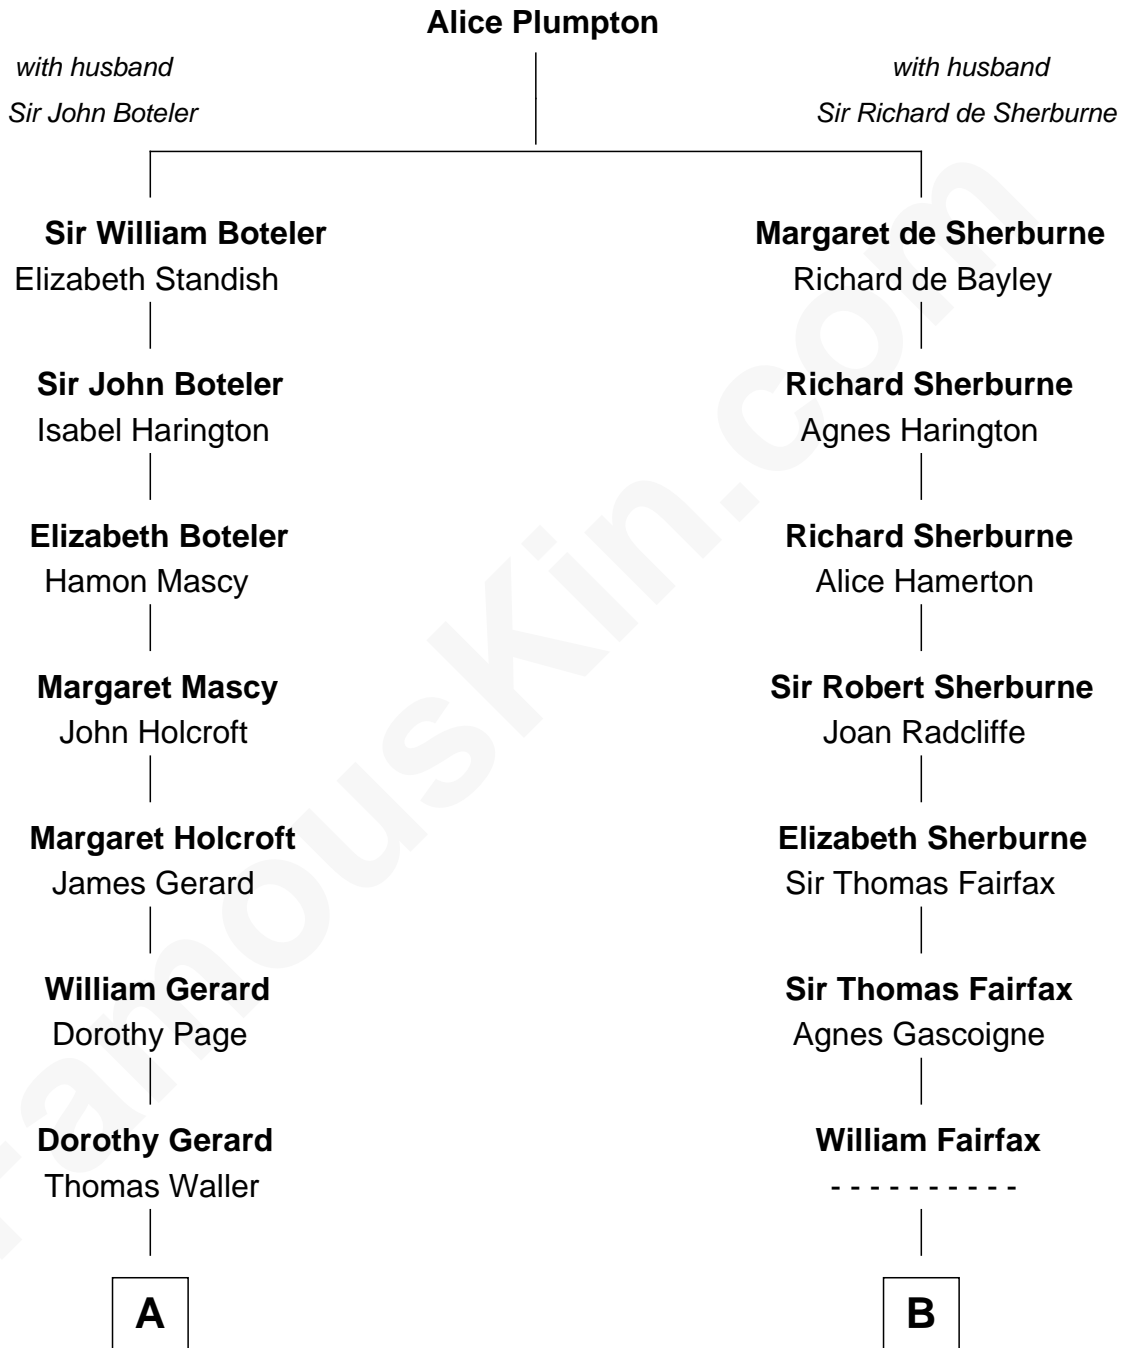 Alice Plumpton
with husband
Sir John Boteler
with husband
Sir Richard de Sherburne
Sir William Boteler
Elizabeth Standish
Margaret de Sherburne
Richard de Bayley
Sir John Boteler
Isabel Harington
Richard Sherburne
Agnes Harington
Elizabeth Boteler
Hamon Mascy
Richard Sherburne
Alice Hamerton
Margaret Mascy
John Holcroft
Sir Robert Sherburne
Joan Radcliffe
Margaret Holcroft
James Gerard
Elizabeth Sherburne
Sir Thomas Fairfax
William Gerard
Dorothy Page
Sir Thomas Fairfax
Agnes Gascoigne
Dorothy Gerard
Thomas Waller
William Fairfax
- - - - - - - - - -
A
B
FamousKin.com